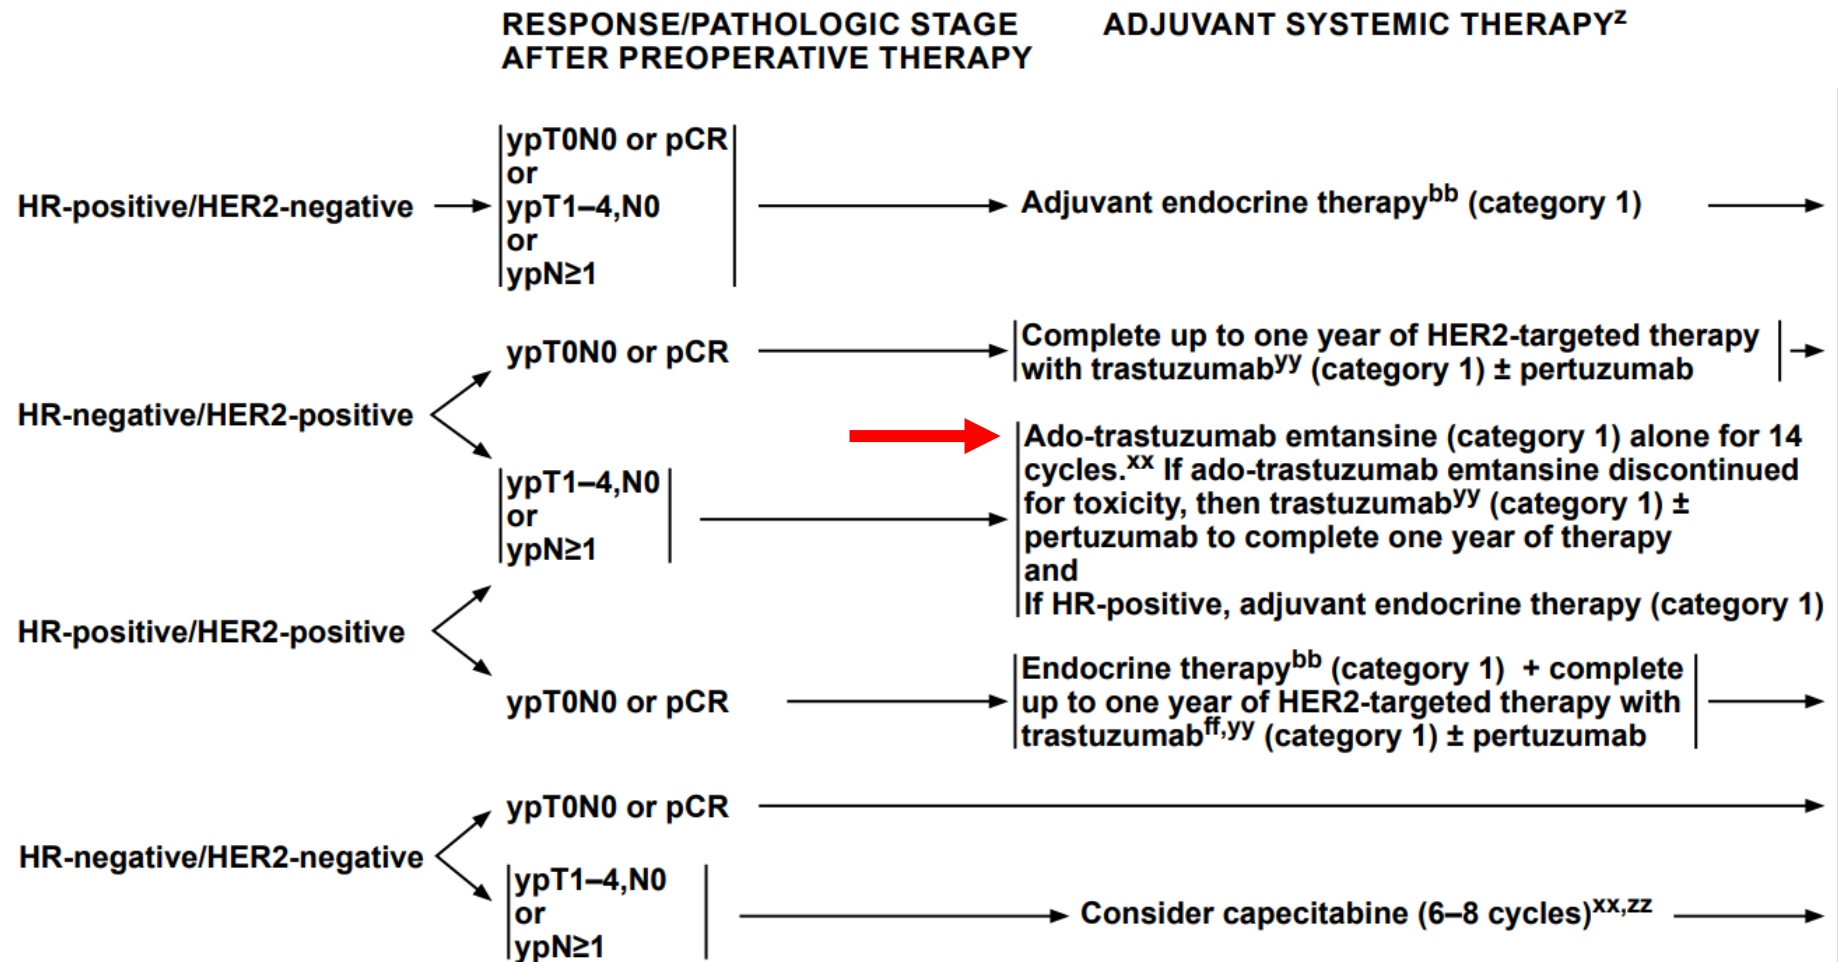 RESPONSE/PATHOLOGIC STAGE
AFTER PREOPERATIVE THERAPY
ADJUVANT SYSTEMIC THERAPYz
HR-positive/HER2-negative
ypT0N0 or pCR
or
ypT1–4,N0
or
ypN≥1
Adjuvant endocrine therapybb (category 1)
HR-negative/HER2-positive
ypT0N0 or pCR
Complete up to one year of HER2-targeted therapy
with trastuzumabyy (category 1) ± pertuzumab
ypT1–4,N0
or
ypN≥1
Ado-trastuzumab emtansine (category 1) alone for 14
cycles.xx If ado-trastuzumab emtansine discontinued
for toxicity, then trastuzumabyy (category 1) ±
pertuzumab to complete one year of therapy
and
If HR-positive, adjuvant endocrine therapy (category 1)
HR-positive/HER2-positive
ypT0N0 or pCR
Endocrine therapybb (category 1) + complete
up to one year of HER2-targeted therapy with
trastuzumabff,yy (category 1) ± pertuzumab
HR-negative/HER2-negative
ypT0N0 or pCR
ypT1–4,N0
or
ypN≥1
Consider capecitabine (6–8 cycles)xx,zz